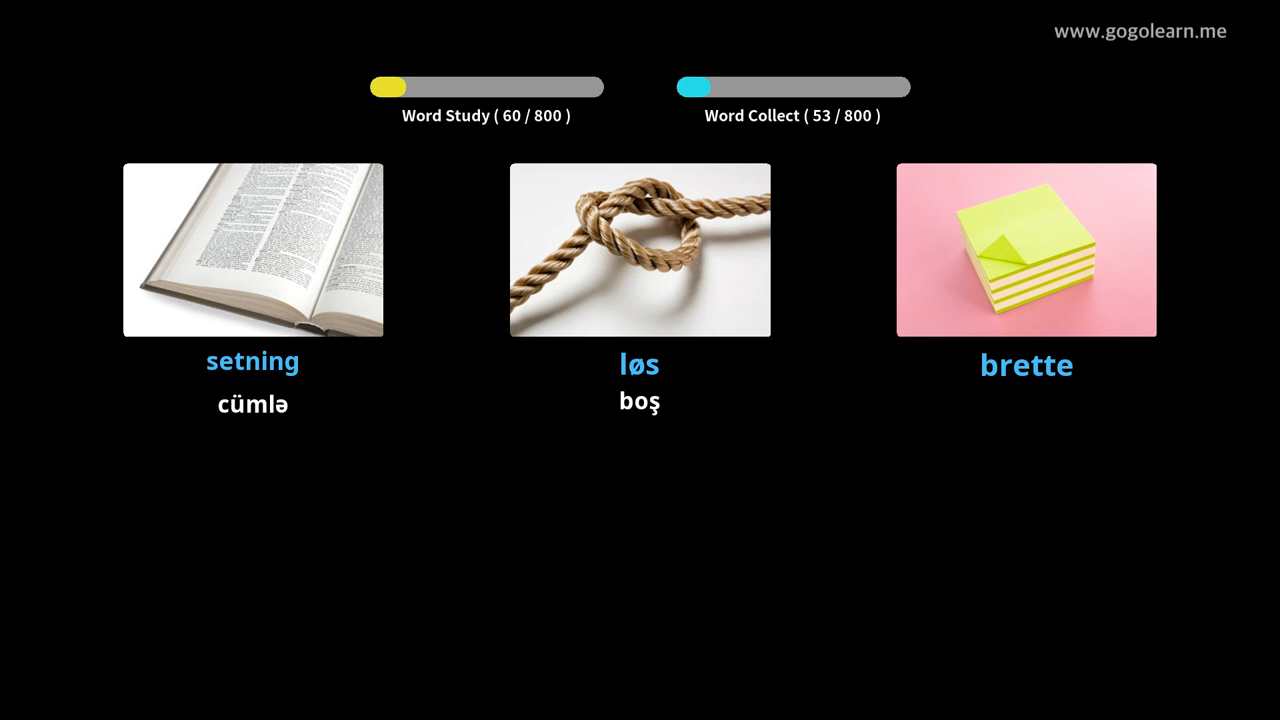 www.gogolearn.me
Word Study ( 60 / 800 )
Word Collect ( 53 / 800 )
setning
cümlə
løs
boş
brette